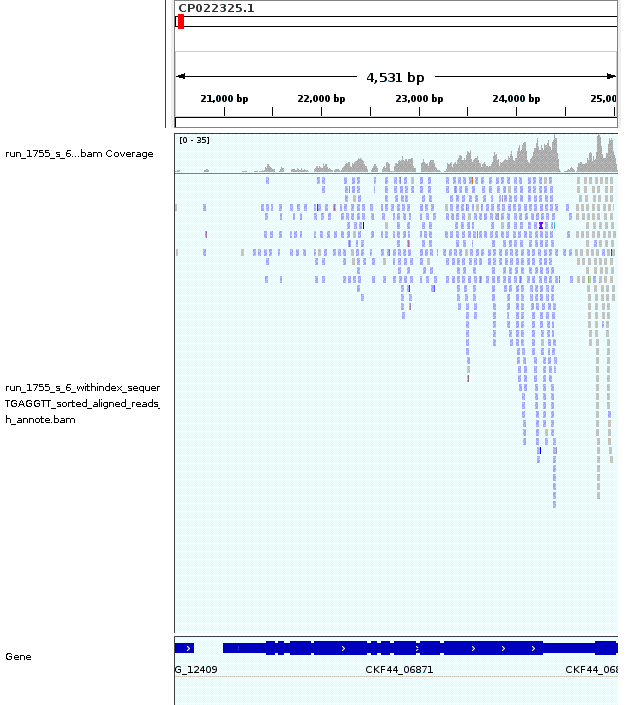 CP022325.1
4,531 bp
21,000 bp 22,000 bp 23,000 bp 24,000 bp 25,00
[0 - 35]
run_1755_s_6...bam Coverage
run_1755_s_6_withindex_sequer
TGAGGTT_sorted_aligned_reads_
h_annote.bam
Gene
G_12409 CKF44_06871 CKF44_068